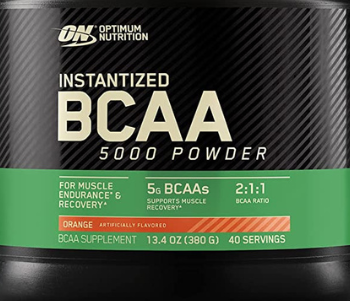 ON OPTIMUM
NUTRITION
INSTANTIZED
BCAA
5000 POWDER
FOR MUSCLE
ENDURANCE* &
RECOVERY*
5G BCAAs
SUPPORTS MUSCLE
RECOVERY*
2:1:1
BCAA RATIO
ORANGE ARTIFICIALLY FLAVORED
BCAA SUPPLEMENT 13.4 OZ (380 G) 40 SERVINGS